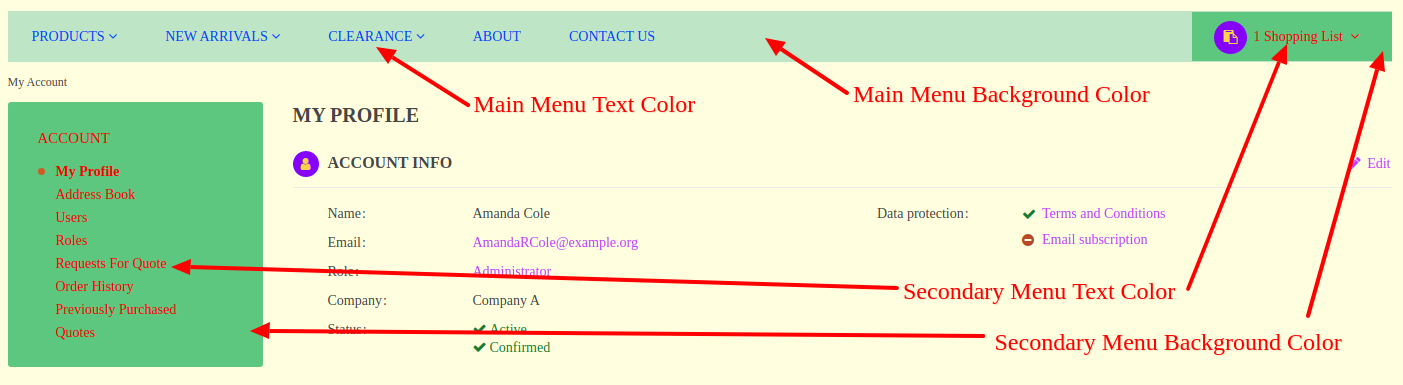 PRODUCTS NEW ARRIVALS CLEARANCE ABOUT CONTACT US 1 Shopping List
My Account
Main Menu Text Color
Main Menu Background Color
MY PROFILE
ACCOUNT
My Profile
Address Book
Users
Roles
Requests For Quote
Order History
Previously Purchased
Quotes
ACCOUNT INFO Edit
Name: Amanda Cole
Email: AmandaRCole@example.org
Role: Administrator
Company: Company A
Status: Active
Confirmed
Data protection: Terms and Conditions
Email subscription
Secondary Menu Text Color
Secondary Menu Background Color